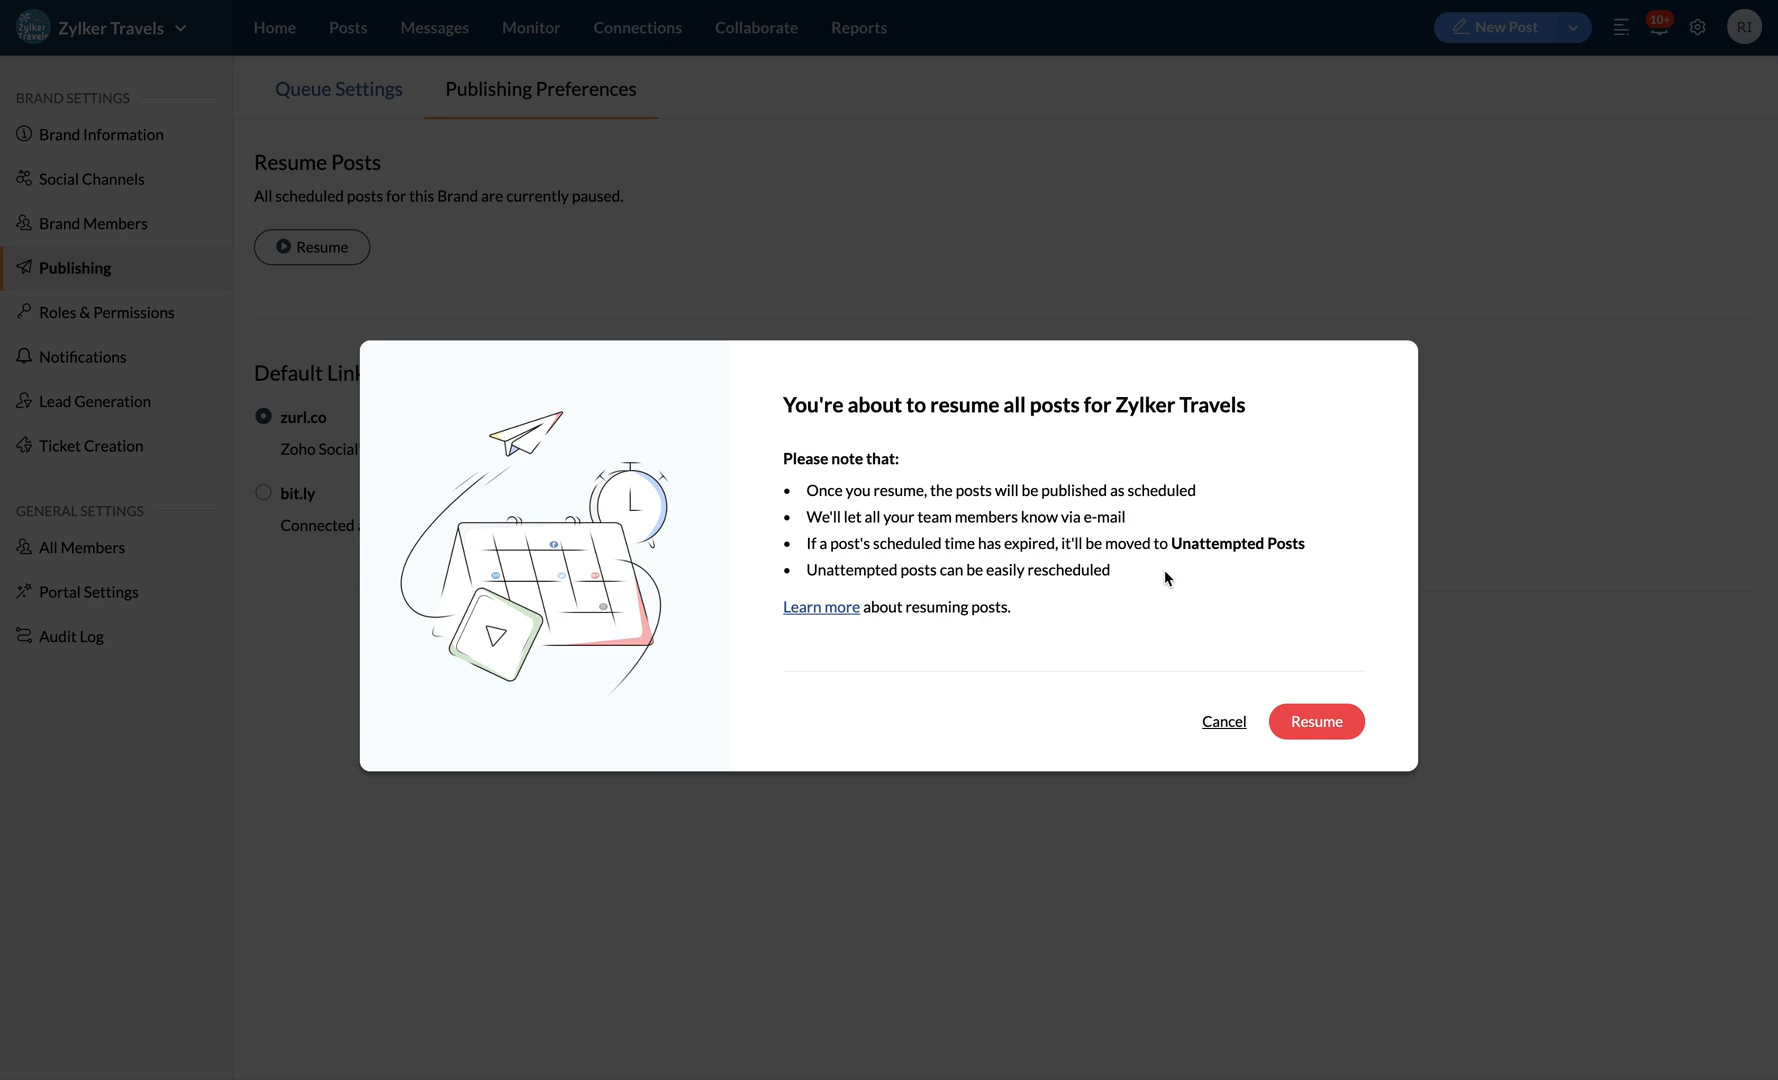 Zylker Travels
Zylker Travels
Home
Posts
Messages
Monitor
Connections
Collaborate
Reports
New Post
10+
RI
BRAND SETTINGS
Brand Information
Social Channels
Brand Members
Publishing
Roles & Permissions
Notifications
Lead Generation
Ticket Creation
GENERAL SETTINGS
All Members
Portal Settings
Audit Log
Queue Settings
Publishing Preferences
Resume Posts
All scheduled posts for this Brand are currently paused.
Resume
Default Link
zurl.co
Zoho Social
bit.ly
Connected
You're about to resume all posts for Zylker Travels
Please note that:
• Once you resume, the posts will be published as scheduled
• We'll let all your team members know via e-mail
• If a post's scheduled time has expired, it'll be moved to Unattempted Posts
• Unattempted posts can be easily rescheduled
Learn more about resuming posts.
Cancel
Resume